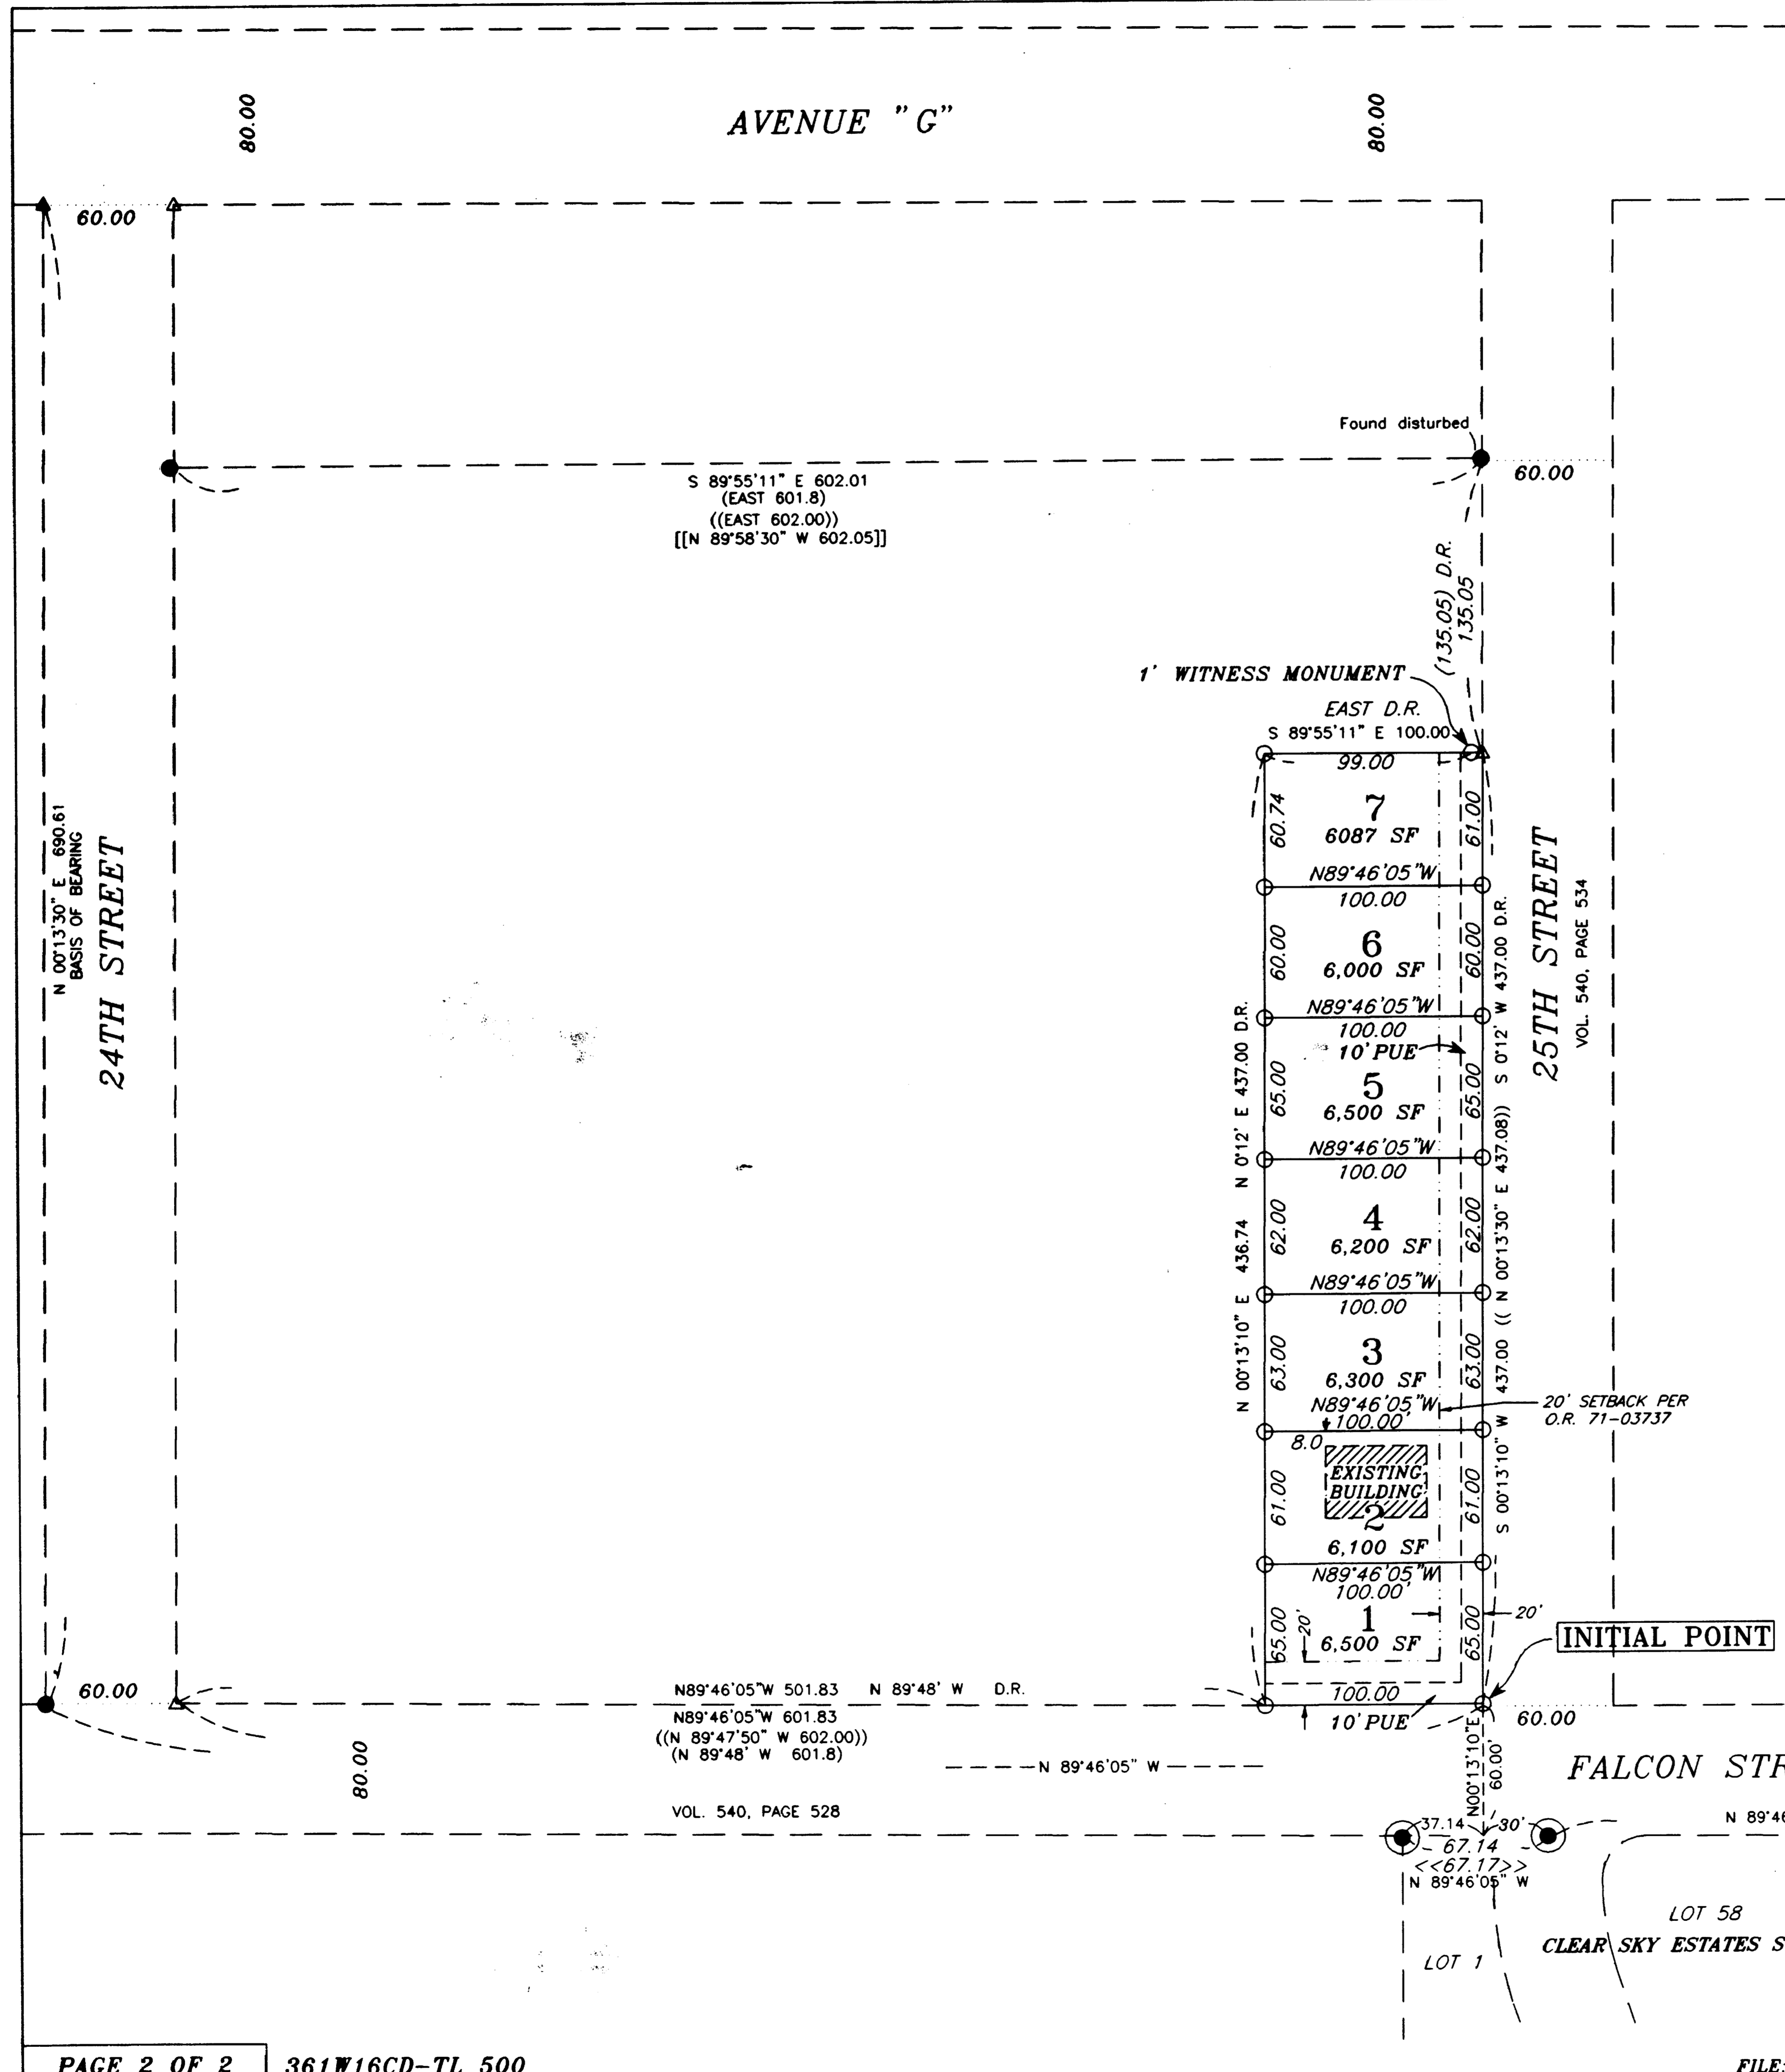 AVENUE "G"
80.00
80.00
60.00
Found disturbed
60.00
S 89°55'11" E 602.01
(EAST 601.8)
((EAST 602.00))
[[N 89°58'30" W 602.05]]
(135.05) D.R.
135.05
1' WITNESS MONUMENT
EAST D.R.
S 89°55'11" E 100.00
99.00
60.74
7
6087 SF
61.00
N89°46'05"W
100.00
60.00
6
6,000 SF
60.00
N89°46'05"W
100.00
10' PUE
65.00
5
6,500 SF
65.00
N89°46'05"W
100.00
62.00
4
6,200 SF
62.00
N89°46'05"W
100.00
63.00
3
6,300 SF
63.00
N89°46'05"W
100.00'
8.0
EXISTING
BUILDING
61.00
2
6,100 SF
61.00
N89°46'05"W
100.00'
65.00
20'
1
6,500 SF
65.00
20'
100.00
10' PUE
N 00°13'30" E 690.61
BASIS OF BEARING
24TH STREET
N 00°13'10" E 436.74 N 0°12' E 437.00 D.R.
S 00°13'10" W 437.00 (( N 00°13'30" E 437.08)) S 0°12' W 437.00 D.R.
25TH STREET
VOL. 540, PAGE 534
20' SETBACK PER
O.R. 71-03737
INITIAL POINT
60.00
N89°46'05"W 501.83 N 89°48' W D.R.
N89°46'05"W 601.83
((N 89°47'50" W 602.00))
(N 89°48' W 601.8)
60.00
80.00
N 89°46'05" W
N00°13'10"E
60.00'
FALCON STR
VOL. 540, PAGE 528
N 89°46
37.14
30'
67.14
<<67.17>>
N 89°46'05" W
LOT 58
CLEAR SKY ESTATES S
LOT 1
PAGE 2 OF 2
361W16CD-TL 500
FILE: